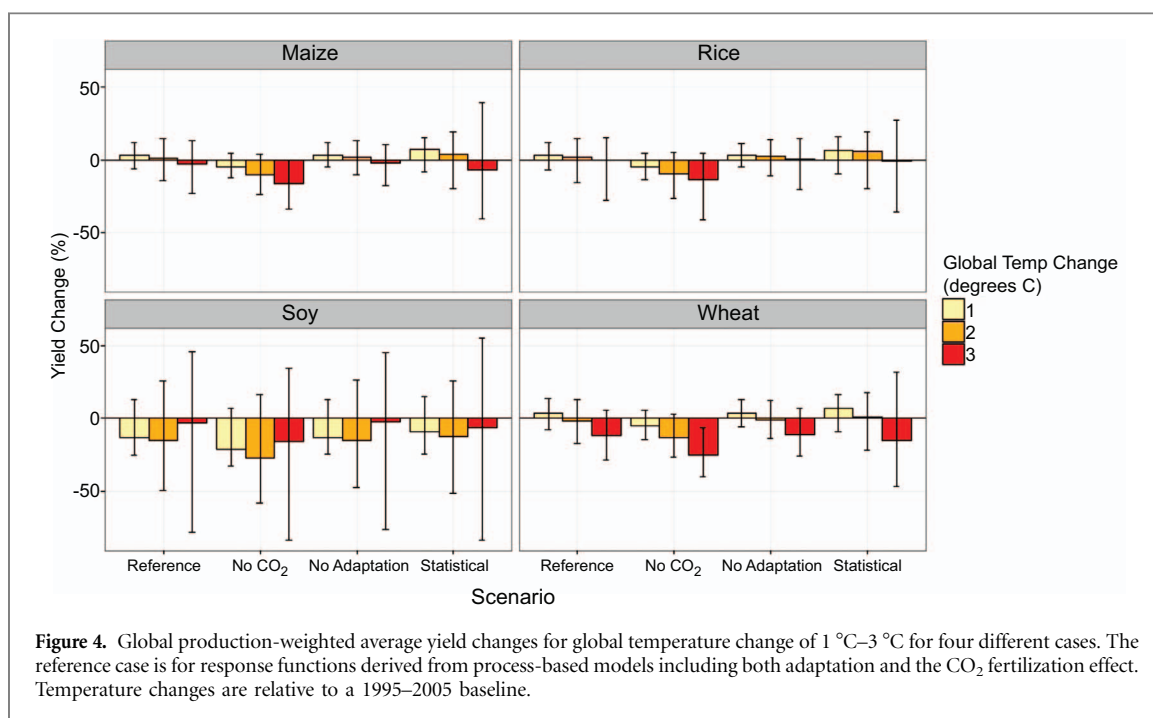 Maize
Rice
50
0
-50
Yield Change (%)
Soy
Wheat
50
0
-50
Reference No CO2 No Adaptation Statistical
Reference No CO2 No Adaptation Statistical
Scenario
Global Temp Change
(degrees C)
1
2
3
Figure 4. Global production-weighted average yield changes for global temperature change of 1 °C–3 °C for four different cases. The
reference case is for response functions derived from process-based models including both adaptation and the CO2 fertilization effect.
Temperature changes are relative to a 1995–2005 baseline.